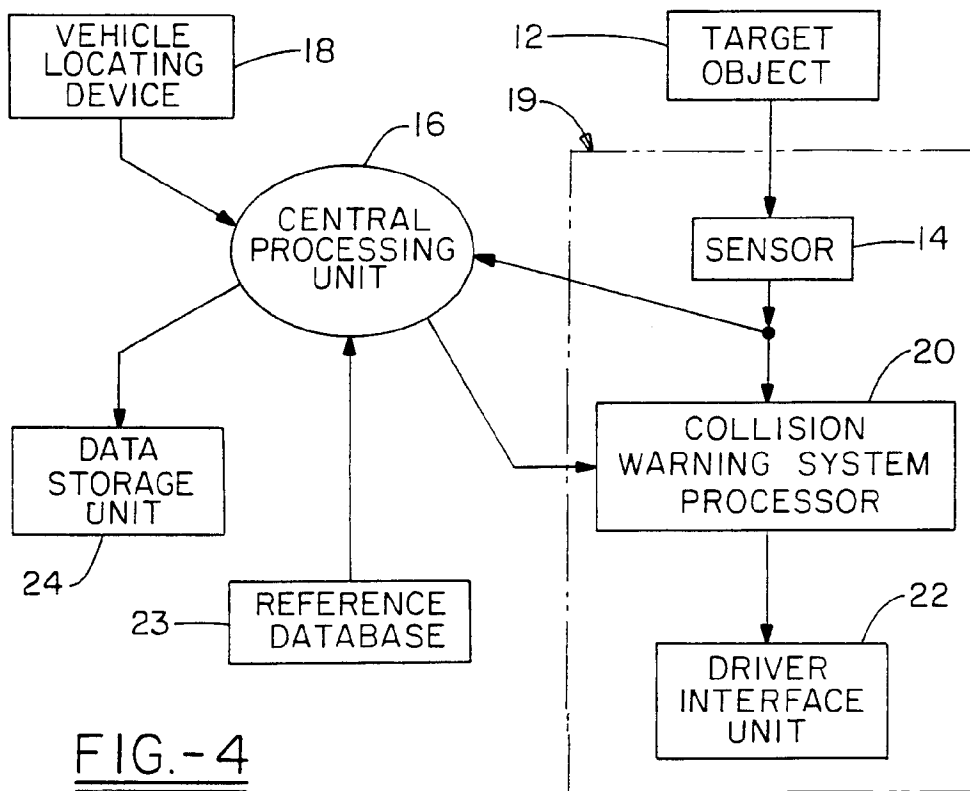 VEHICLE
LOCATING
DEVICE
18
12
TARGET
OBJECT
19
16
CENTRAL
PROCESSING
UNIT
SENSOR
14
20
COLLISION
WARNING SYSTEM
PROCESSOR
DATA
STORAGE
UNIT
24
23
REFERENCE
DATABASE
22
DRIVER
INTERFACE
UNIT
FIG.-4